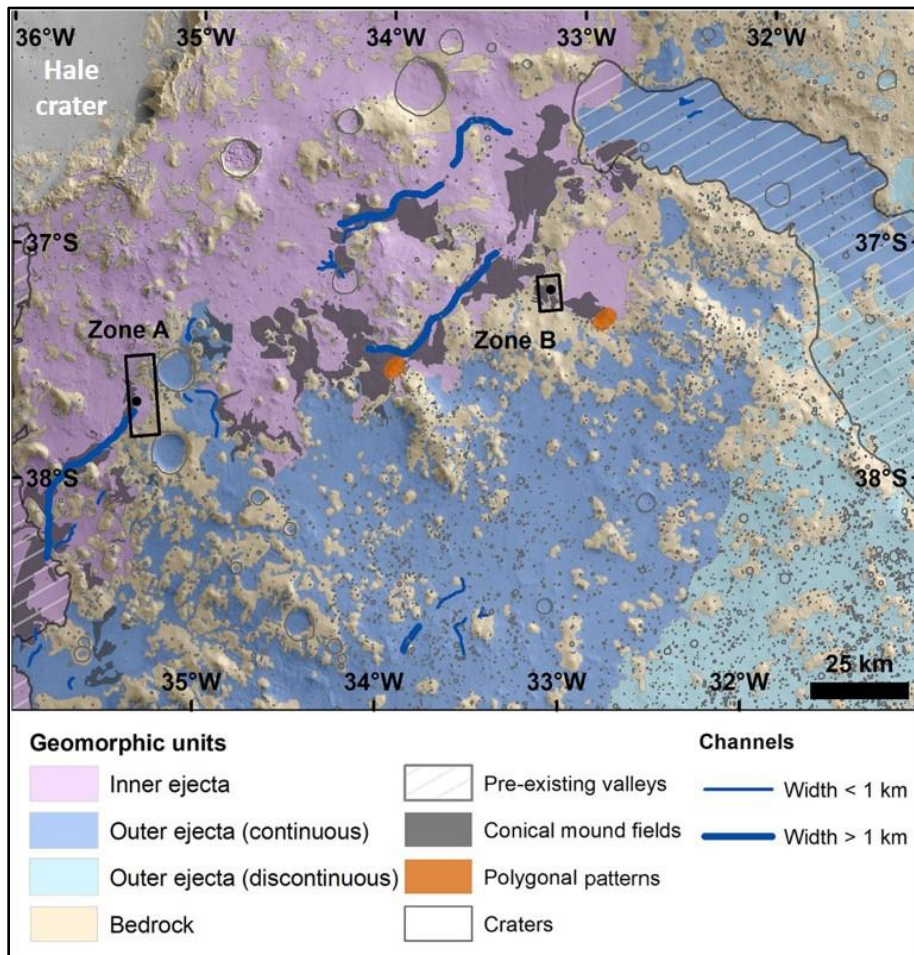 36°W 35°W 34°W 33°W 32°W
Hale
crater
37°S 37°S
Zone A
Zone B
38°S 38°S
35°W 34°W 33°W 32°W
25 km
Geomorphic units
Inner ejecta
Outer ejecta (continuous)
Outer ejecta (discontinuous)
Bedrock
Pre-existing valleys
Conical mound fields
Polygonal patterns
Craters
Channels
Width < 1 km
Width > 1 km